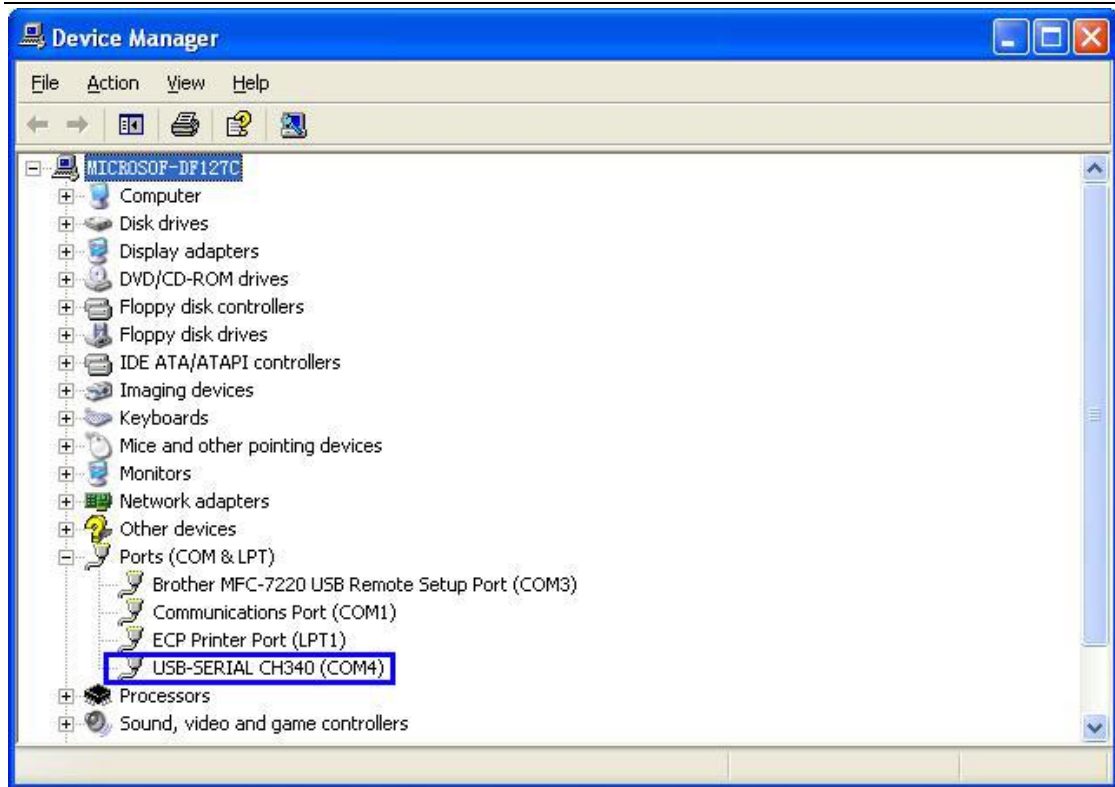 Device Manager
File Action View Help
MICROSOF-DF127C
Computer
Disk drives
Display adapters
DVD/CD-ROM drives
Floppy disk controllers
Floppy disk drives
IDE ATA/ATAPI controllers
Imaging devices
Keyboards
Mice and other pointing devices
Monitors
Network adapters
Other devices
Ports (COM & LPT)
Brother MFC-7220 USB Remote Setup Port (COM3)
Communications Port (COM1)
ECP Printer Port (LPT1)
USB-SERIAL CH340 (COM4)
Processors
Sound, video and game controllers